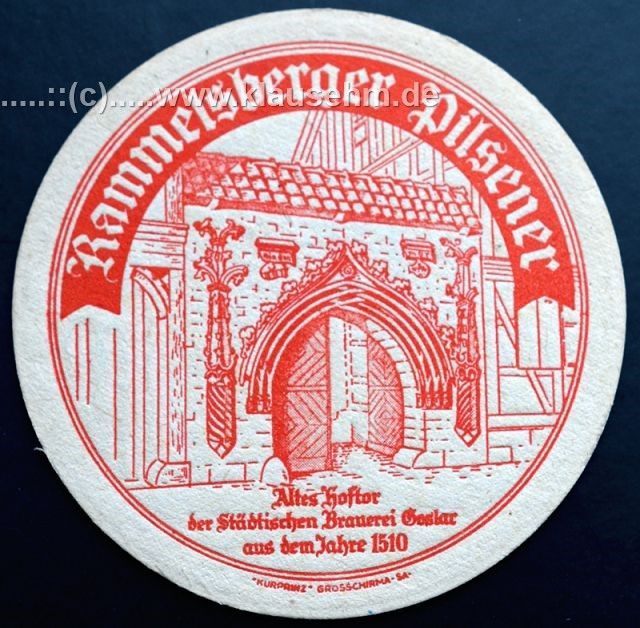 .....::(c).....www.klausehm.de
Rammelsberger Pilsener
Altes Hoftor
der Städtischen Brauerei Goslar
aus dem Jahre 1510
"KURPRINZ" GROSSCHIRMA-SA-